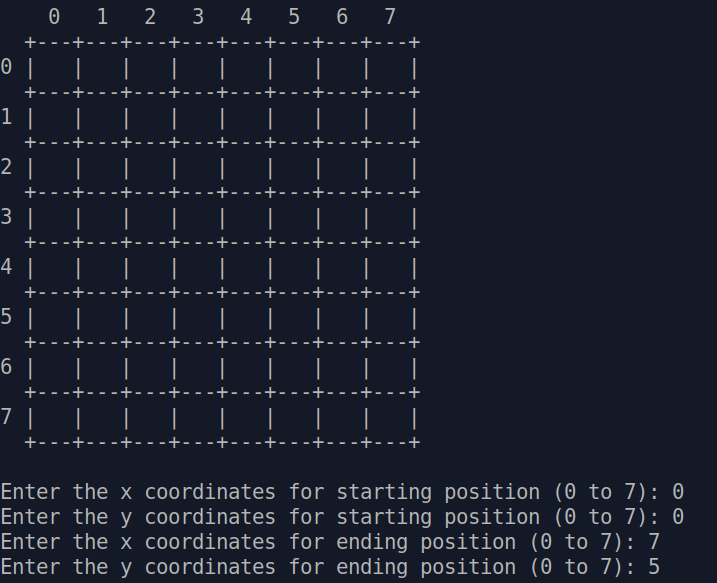 0   1   2   3   4   5   6   7
  +---+---+---+---+---+---+---+---+
0 |   |   |   |   |   |   |   |   |
  +---+---+---+---+---+---+---+---+
1 |   |   |   |   |   |   |   |   |
  +---+---+---+---+---+---+---+---+
2 |   |   |   |   |   |   |   |   |
  +---+---+---+---+---+---+---+---+
3 |   |   |   |   |   |   |   |   |
  +---+---+---+---+---+---+---+---+
4 |   |   |   |   |   |   |   |   |
  +---+---+---+---+---+---+---+---+
5 |   |   |   |   |   |   |   |   |
  +---+---+---+---+---+---+---+---+
6 |   |   |   |   |   |   |   |   |
  +---+---+---+---+---+---+---+---+
7 |   |   |   |   |   |   |   |   |
  +---+---+---+---+---+---+---+---+

Enter the x coordinates for starting position (0 to 7): 0
Enter the y coordinates for starting position (0 to 7): 0
Enter the x coordinates for ending position (0 to 7): 7
Enter the y coordinates for ending position (0 to 7): 5